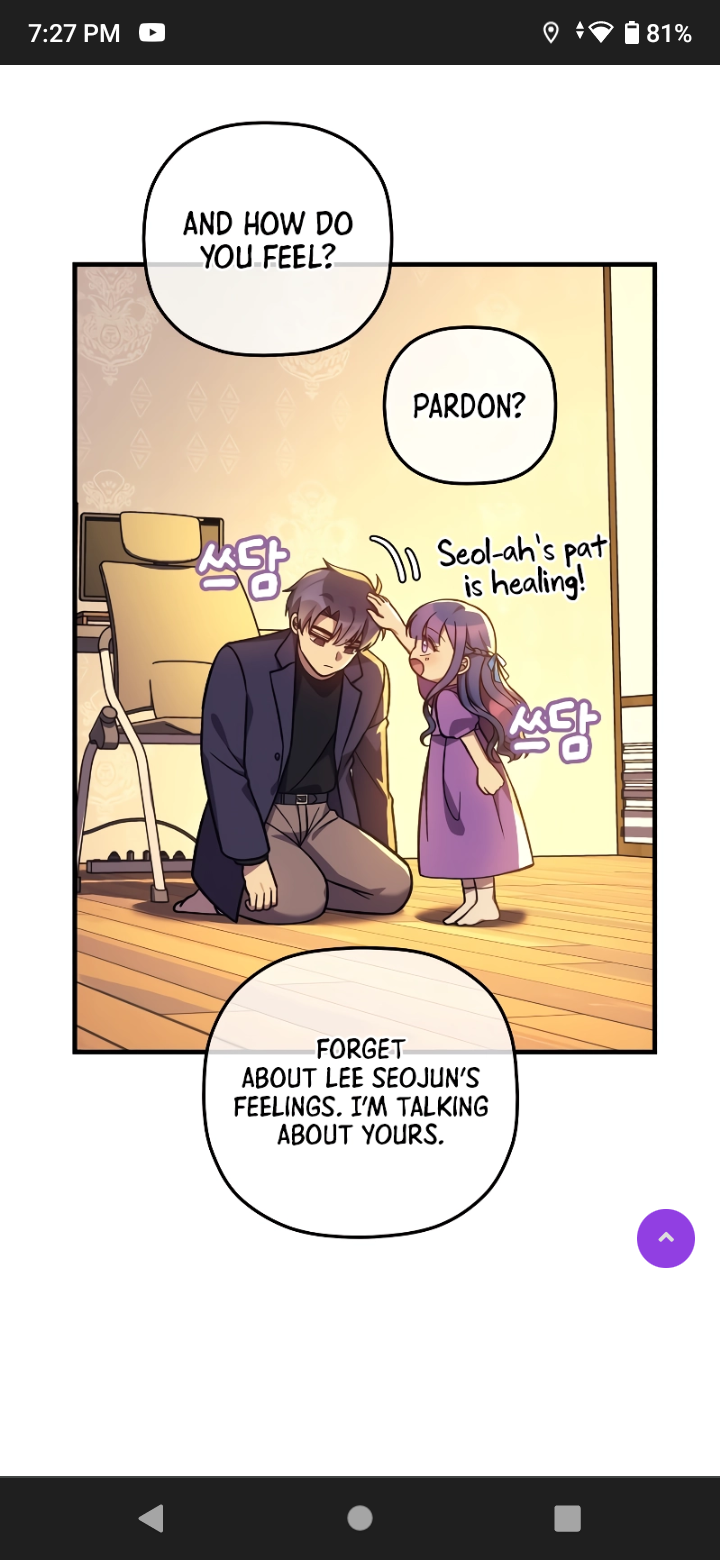 7:27 PM
81%
AND HOW DO
YOU FEEL?
PARDON?
쓰담
Seol-ah's pat
is healing!
쓰담
FORGET
ABOUT LEE SEOJUN'S
FEELINGS. I'M TALKING
ABOUT YOURS.